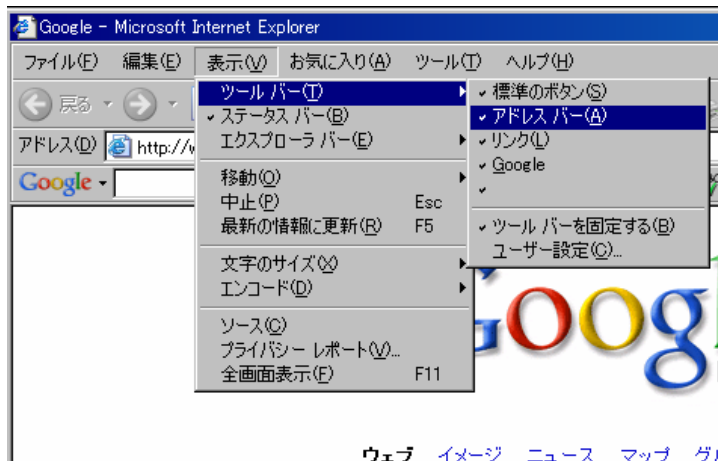 Google - Microsoft Internet Explorer
ファイル(F) 編集(E) 表示(V) お気に入り(A) ツール(T) ヘルプ(H)
戻る
アドレス(D) http://w
Google
ツール バー(T)
ステータス バー(B)
エクスプローラ バー(E)
移動(O)
中止(P) Esc
最新の情報に更新(R) F5
文字のサイズ(X)
エンコード(D)
ソース(C)
プライバシー レポート(V)...
全画面表示(F) F11
標準のボタン(S)
アドレス バー(A)
リンク(L)
Google
ツール バーを固定する(B)
ユーザー設定(C)...
Goog
ウェブ イメージ ニュース マップ グル